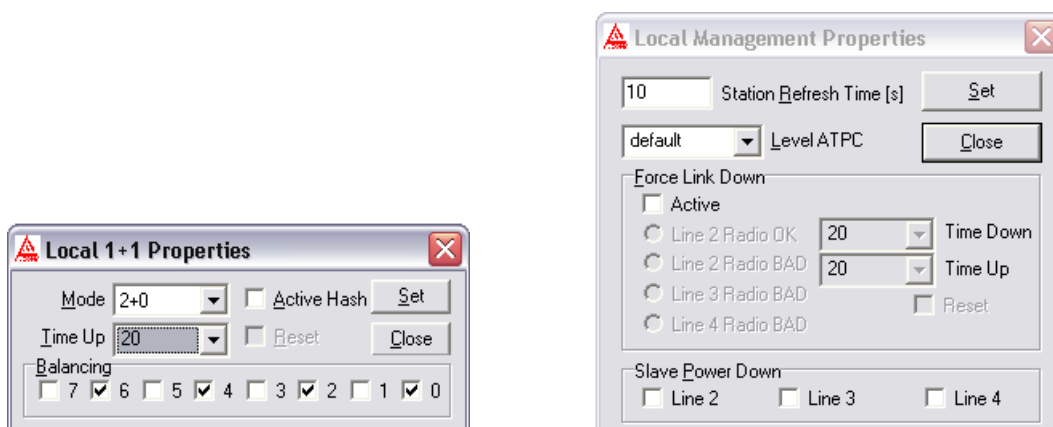 Local Management Properties
10 Station Refresh Time [s] Set
default Level ATPC Close
Force Link Down
Active
Line 2 Radio OK 20 Time Down
Line 2 Radio BAD 20 Time Up
Line 3 Radio BAD Reset
Line 4 Radio BAD
Slave Power Down
Line 2 Line 3 Line 4
Local 1+1 Properties
Mode 2+0 Active Hash Set
Time Up 20 Reset Close
Balancing
7 6 5 4 3 2 1 0